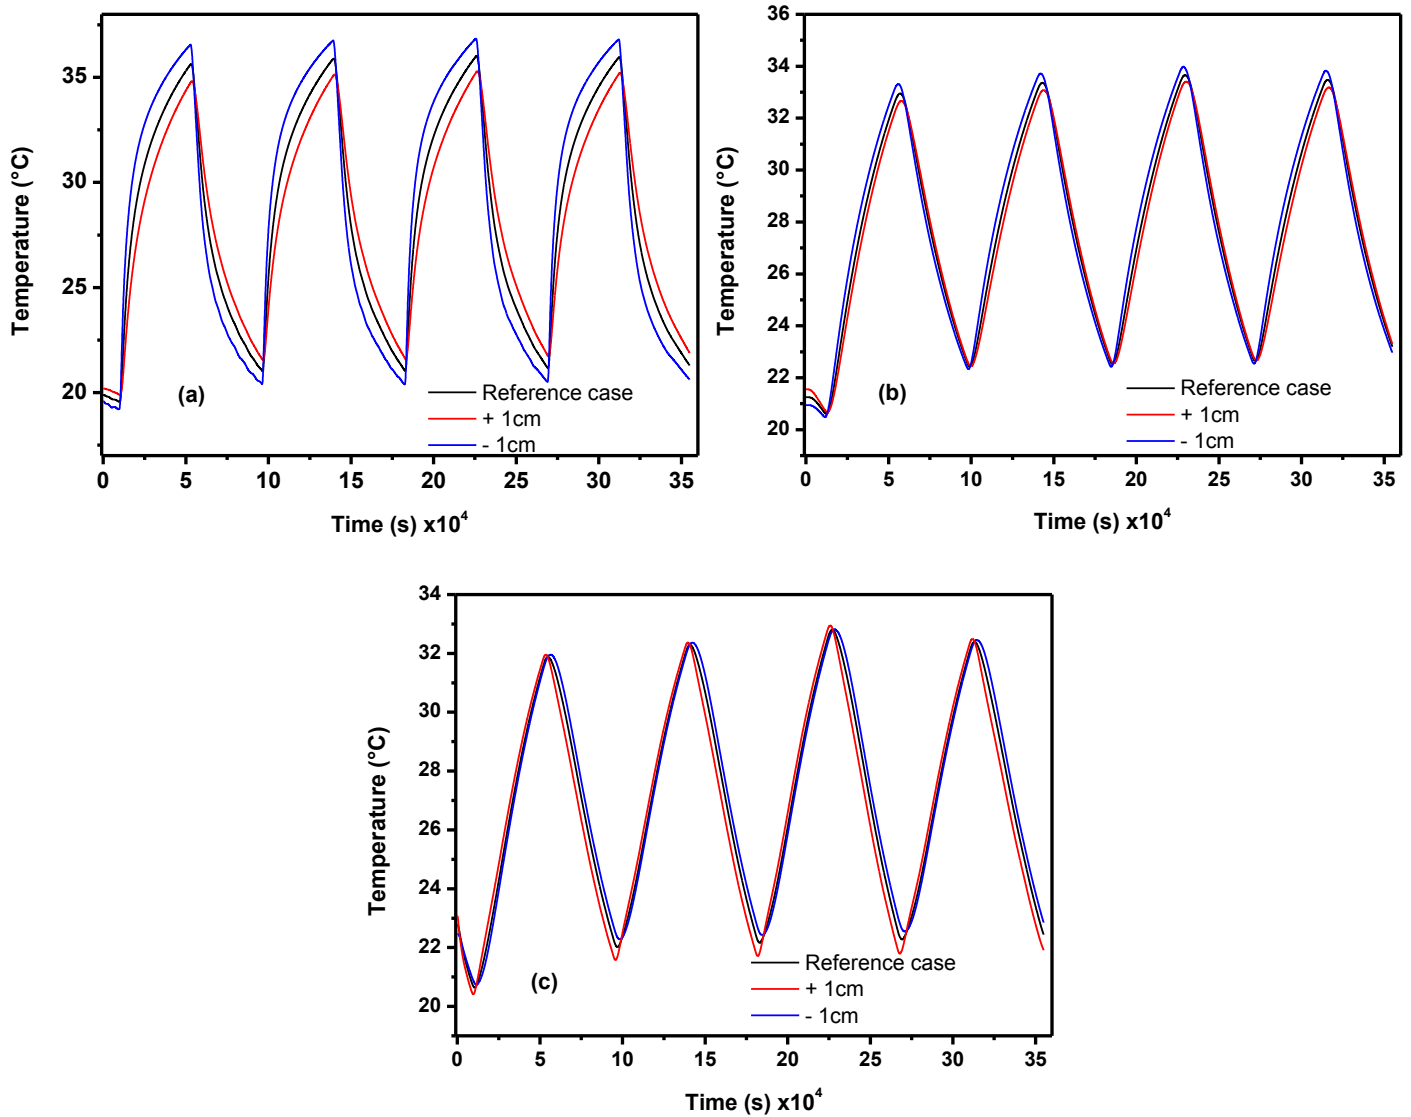 35
30
25
20
Temperature (°C)
(a)
Reference case
+ 1cm
- 1cm
0 5 10 15 20 25 30 35
Time (s) x10⁴
36
34
32
30
28
26
24
22
20
Temperature (°C)
(b)
Reference case
+ 1cm
- 1cm
0 5 10 15 20 25 30 35
Time (s) x10⁴
34
32
30
28
26
24
22
20
Temperature (°C)
(c)
Reference case
+ 1cm
- 1cm
0 5 10 15 20 25 30 35
Time (s) x10⁴